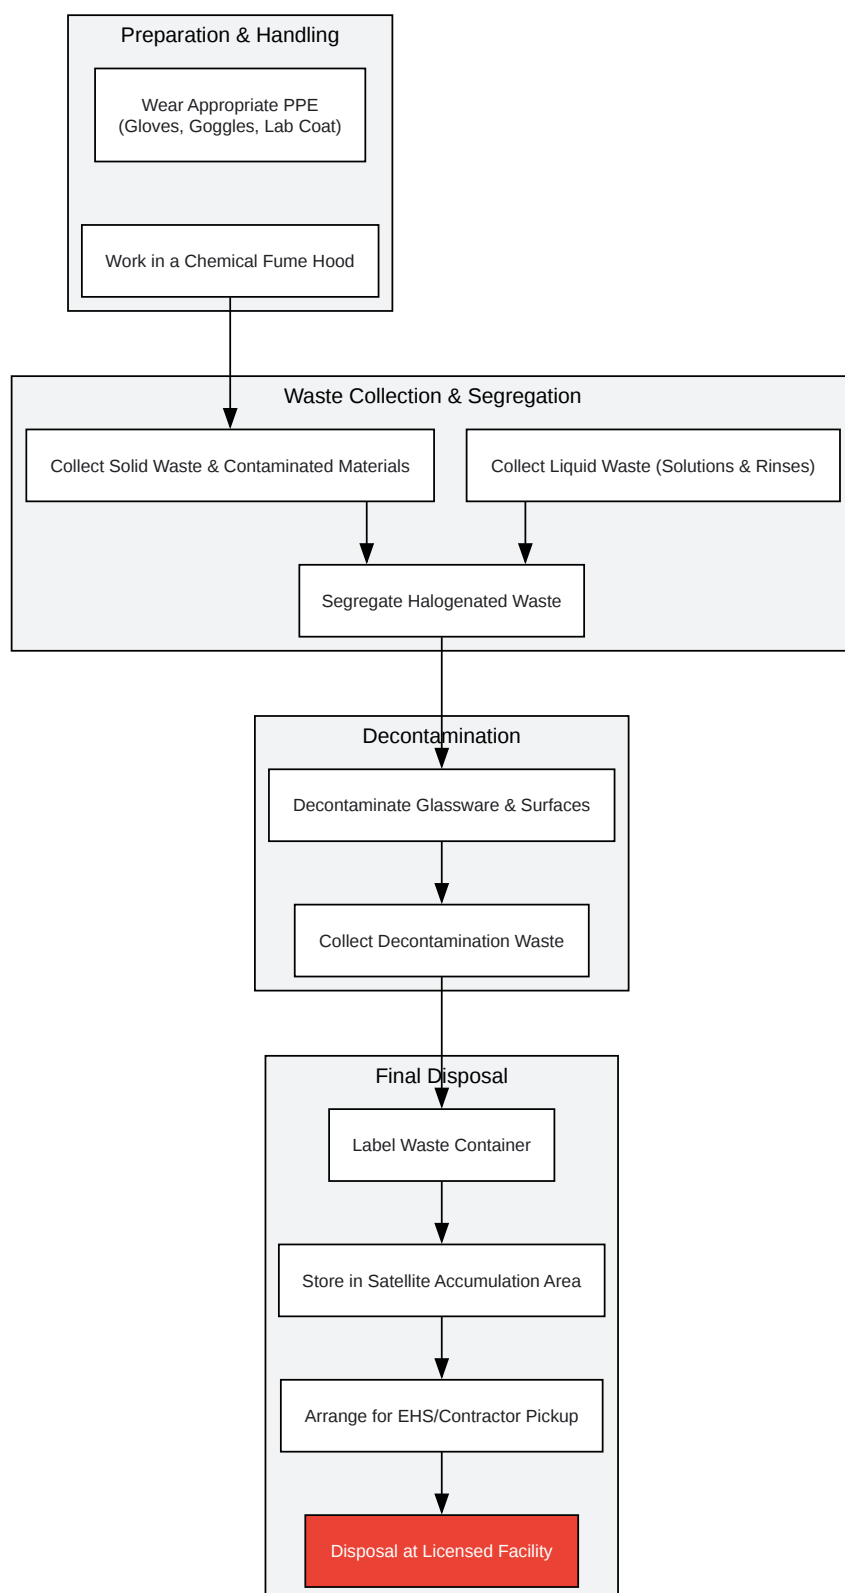 Preparation & Handling
Wear Appropriate PPE
(Gloves, Goggles, Lab Coat)
Work in a Chemical Fume Hood
Waste Collection & Segregation
Collect Solid Waste & Contaminated Materials
Collect Liquid Waste (Solutions & Rinses)
Segregate Halogenated Waste
Decontamination
Decontaminate Glassware & Surfaces
Collect Decontamination Waste
Final Disposal
Label Waste Container
Store in Satellite Accumulation Area
Arrange for EHS/Contractor Pickup
Disposal at Licensed Facility